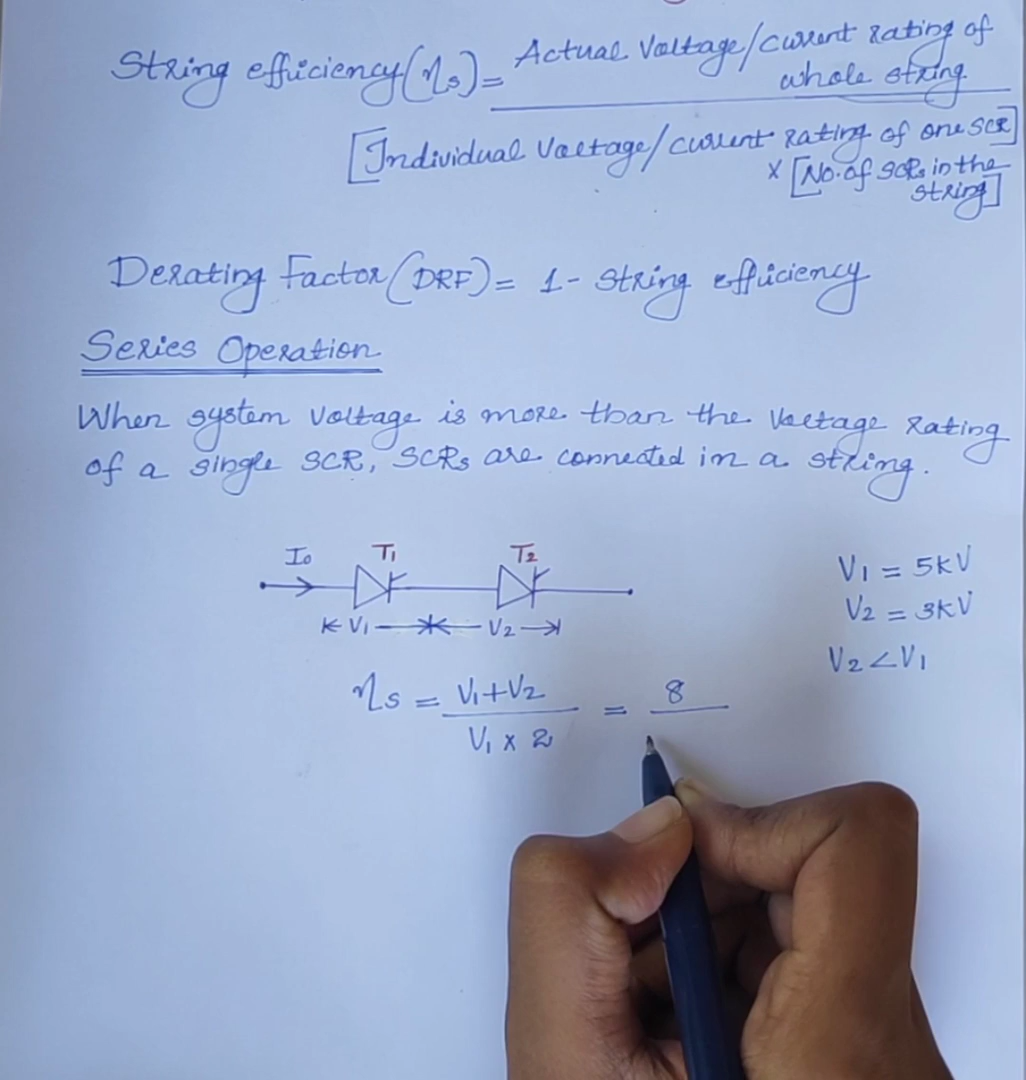 String efficiency(ηs)= Actual Voltage/current rating of
whole string
[Individual Voltage/current rating of one SCR]
x [No. of SCRs in the
string]
Derating Factor(DRF)= 1- string efficiency
Series Operation
When system voltage is more than the voltage rating
of a single SCR, SCRs are connected in a string.
Io T1 T2
V1 V2
V1 = 5kV
V2 = 3kV
V2 <V1
ηs = V1+V2 = 8
V1 x 2